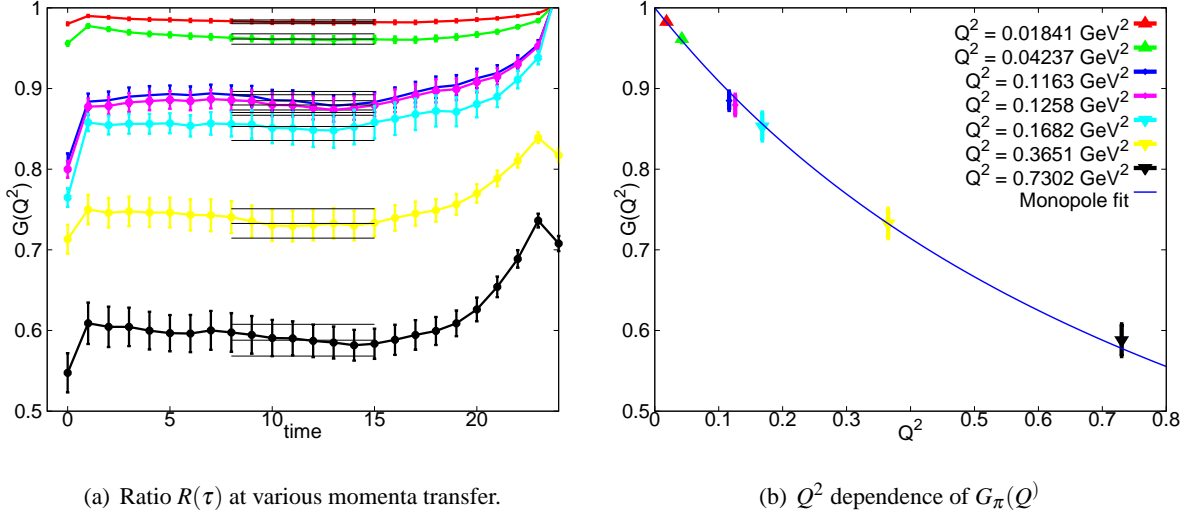 1
0.9
0.8
0.7
0.6
0.5
G(Q²)
0 5 10 15 20
time
1
0.9
0.8
0.7
0.6
0.5
G(Q²)
0 0.1 0.2 0.3 0.4 0.5 0.6 0.7 0.8
Q²
Q² = 0.01841 GeV²
Q² = 0.04237 GeV²
Q² = 0.1163 GeV²
Q² = 0.1258 GeV²
Q² = 0.1682 GeV²
Q² = 0.3651 GeV²
Q² = 0.7302 GeV²
Monopole fit
(a) Ratio R(τ) at various momenta transfer.
(b) Q² dependence of Gπ(Q⁾